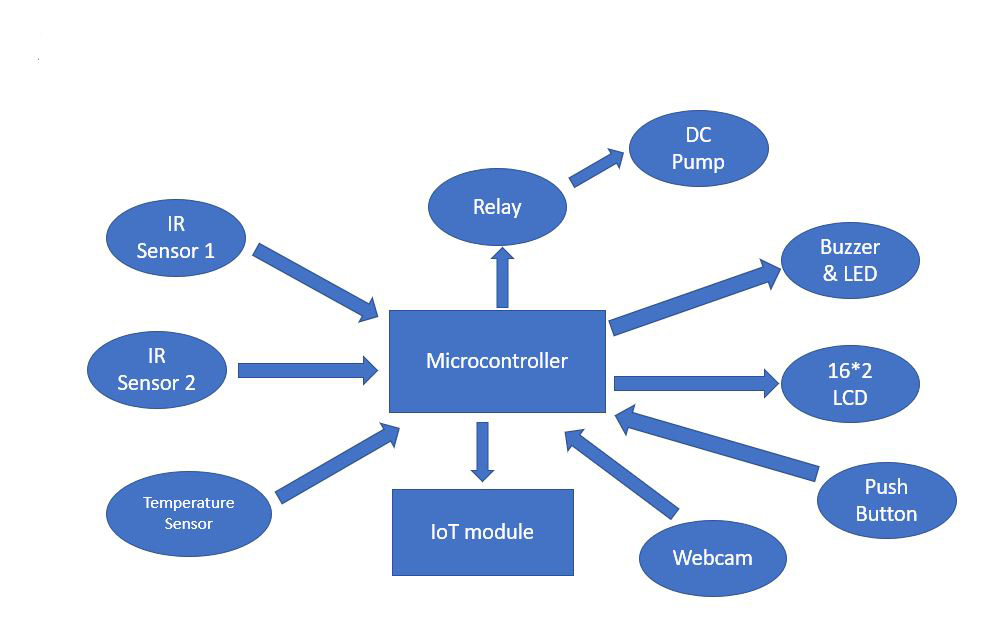 DC
Pump
Relay
IR
Sensor 1
Buzzer
& LED
Microcontroller
IR
Sensor 2
16*2
LCD
Temperature
Sensor
IoT module
Push
Button
Webcam